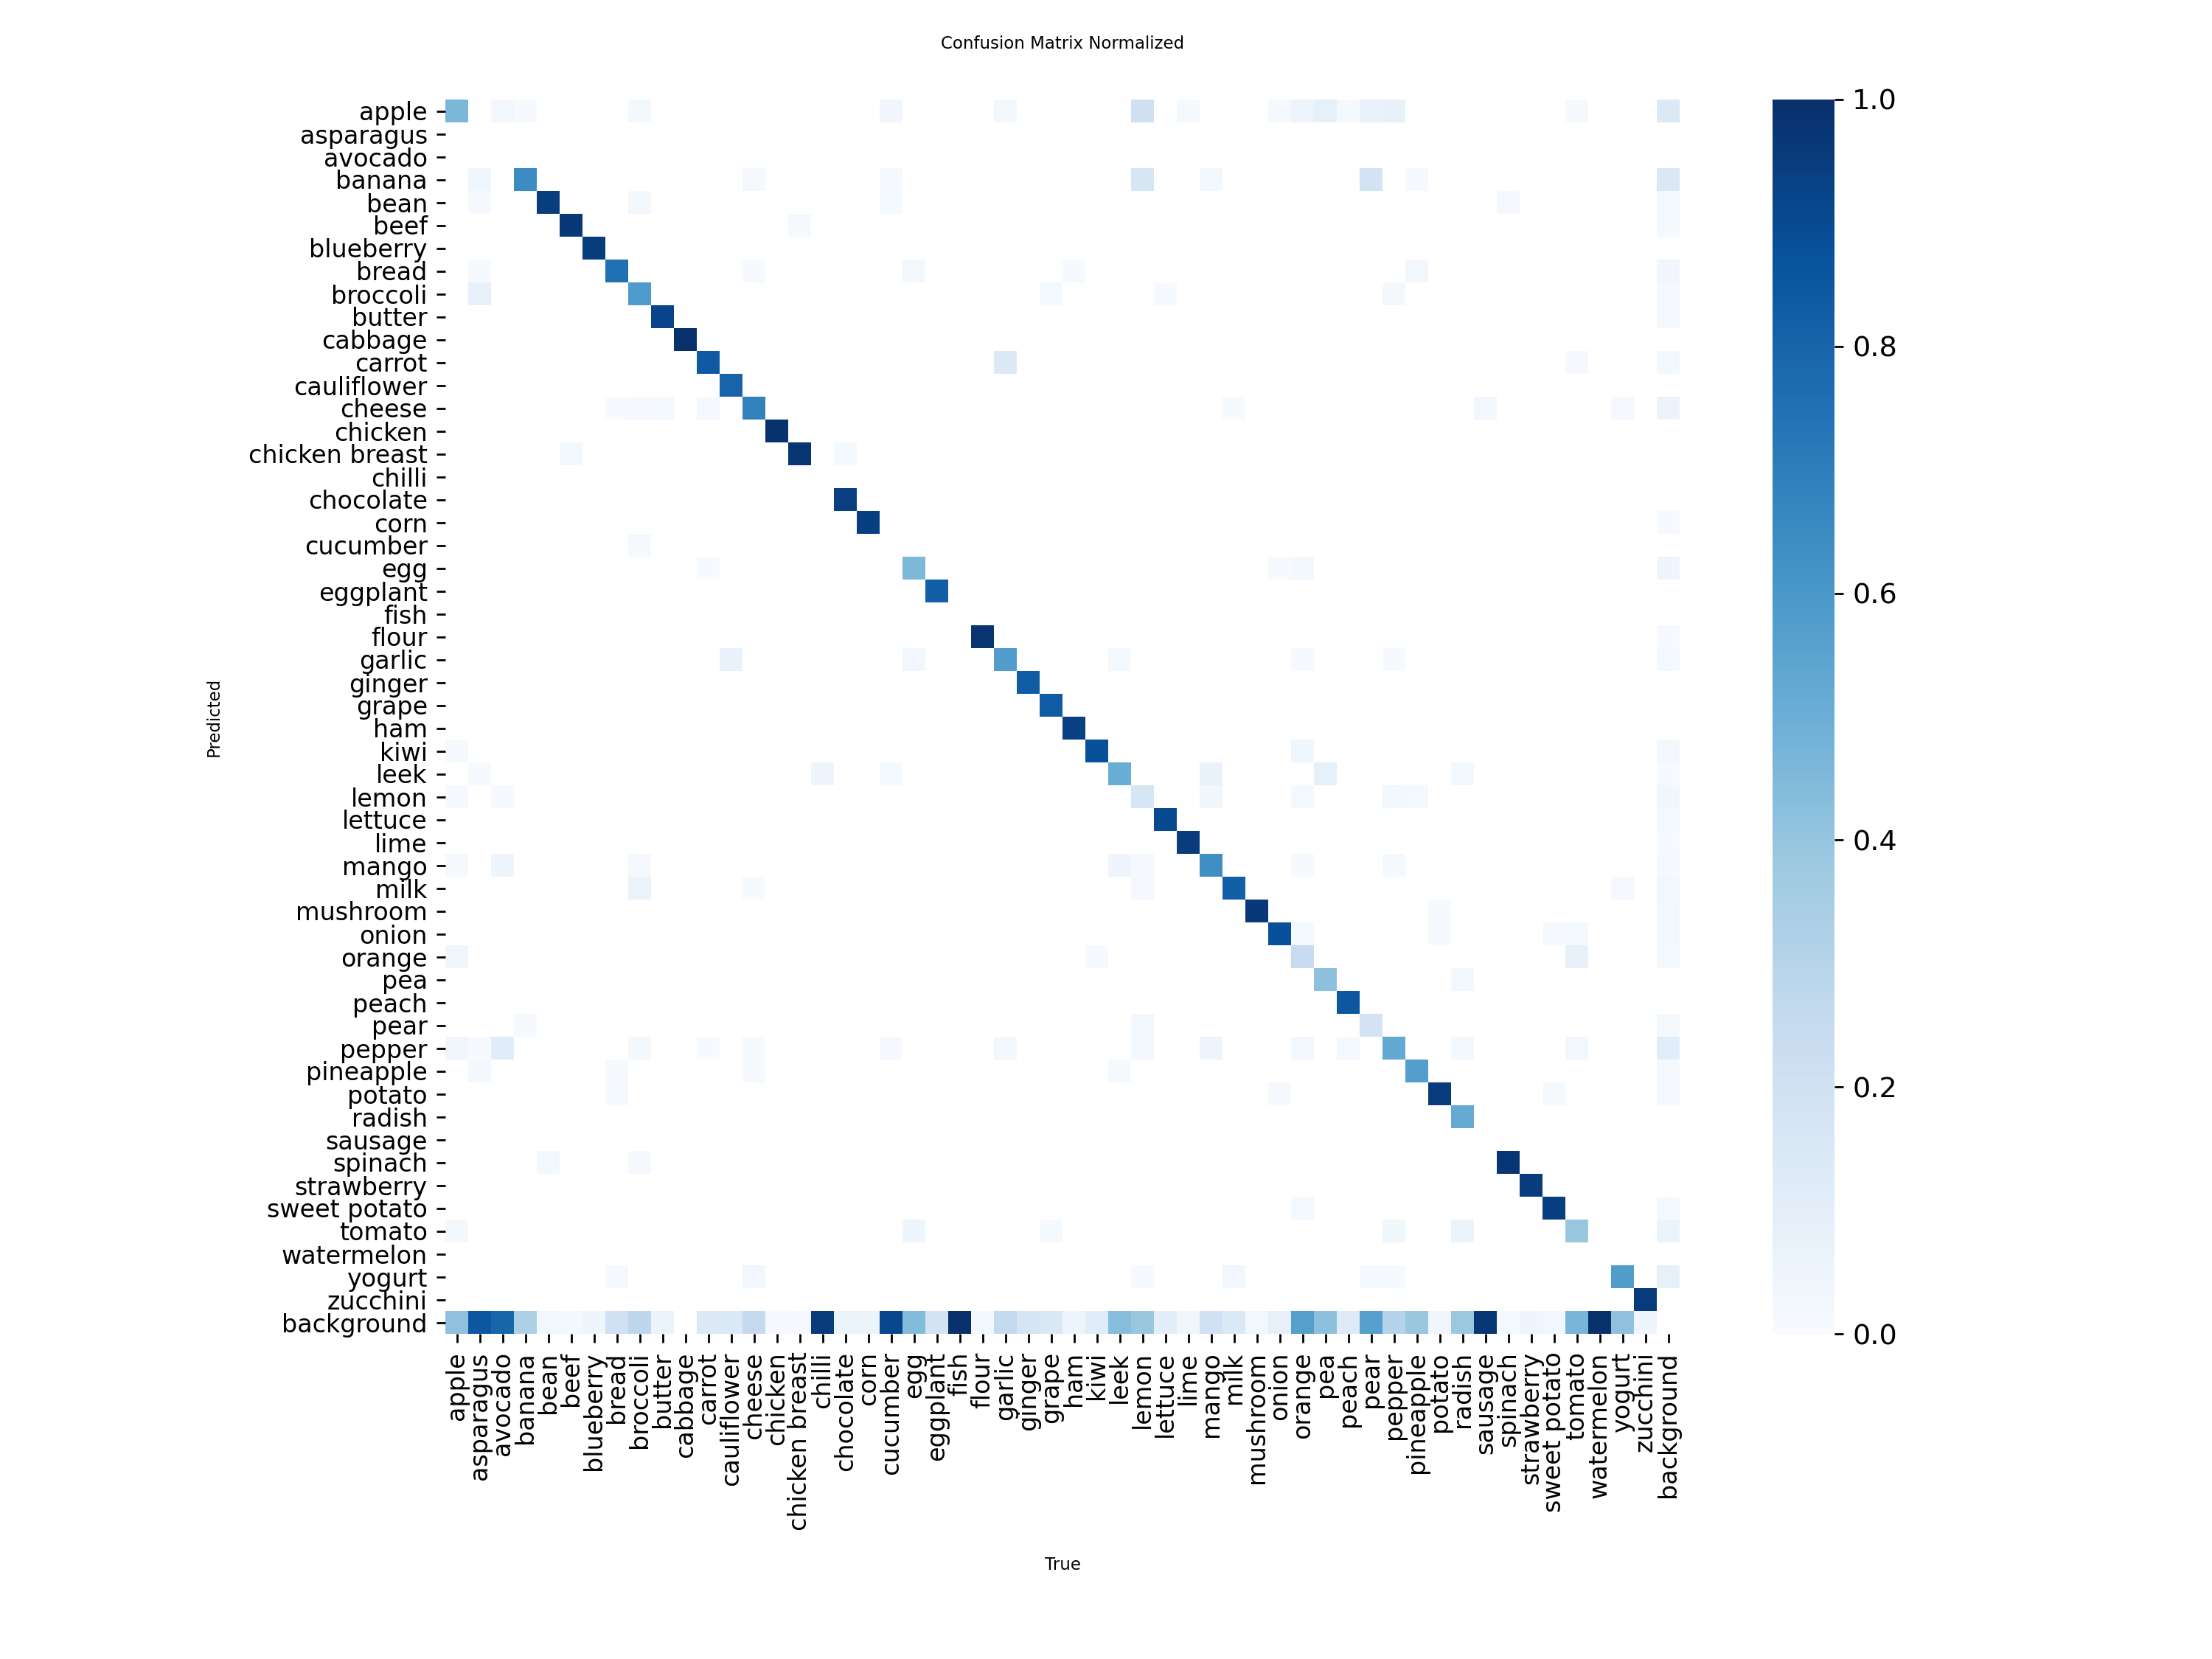 Confusion Matrix Normalized
apple
asparagus
avocado
banana
bean
beef
blueberry
bread
broccoli
butter
cabbage
carrot
cauliflower
cheese
chicken
chicken breast
chilli
chocolate
corn
cucumber
egg
eggplant
fish
flour
garlic
ginger
grape
ham
kiwi
leek
lemon
lettuce
lime
mango
milk
mushroom
onion
orange
pea
peach
pear
pepper
pineapple
potato
radish
sausage
spinach
strawberry
sweet potato
tomato
watermelon
yogurt
zucchini
background
Predicted
apple
asparagus
avocado
banana
bean
beef
blueberry
bread
broccoli
butter
cabbage
carrot
cauliflower
cheese
chicken
chicken breast
chilli
chocolate
corn
cucumber
egg
eggplant
fish
flour
garlic
ginger
grape
ham
kiwi
leek
lemon
lettuce
lime
mango
milk
mushroom
onion
orange
pea
peach
pear
pepper
pineapple
potato
radish
sausage
spinach
strawberry
sweet potato
tomato
watermelon
yogurt
zucchini
background
True
1.0
0.8
0.6
0.4
0.2
0.0